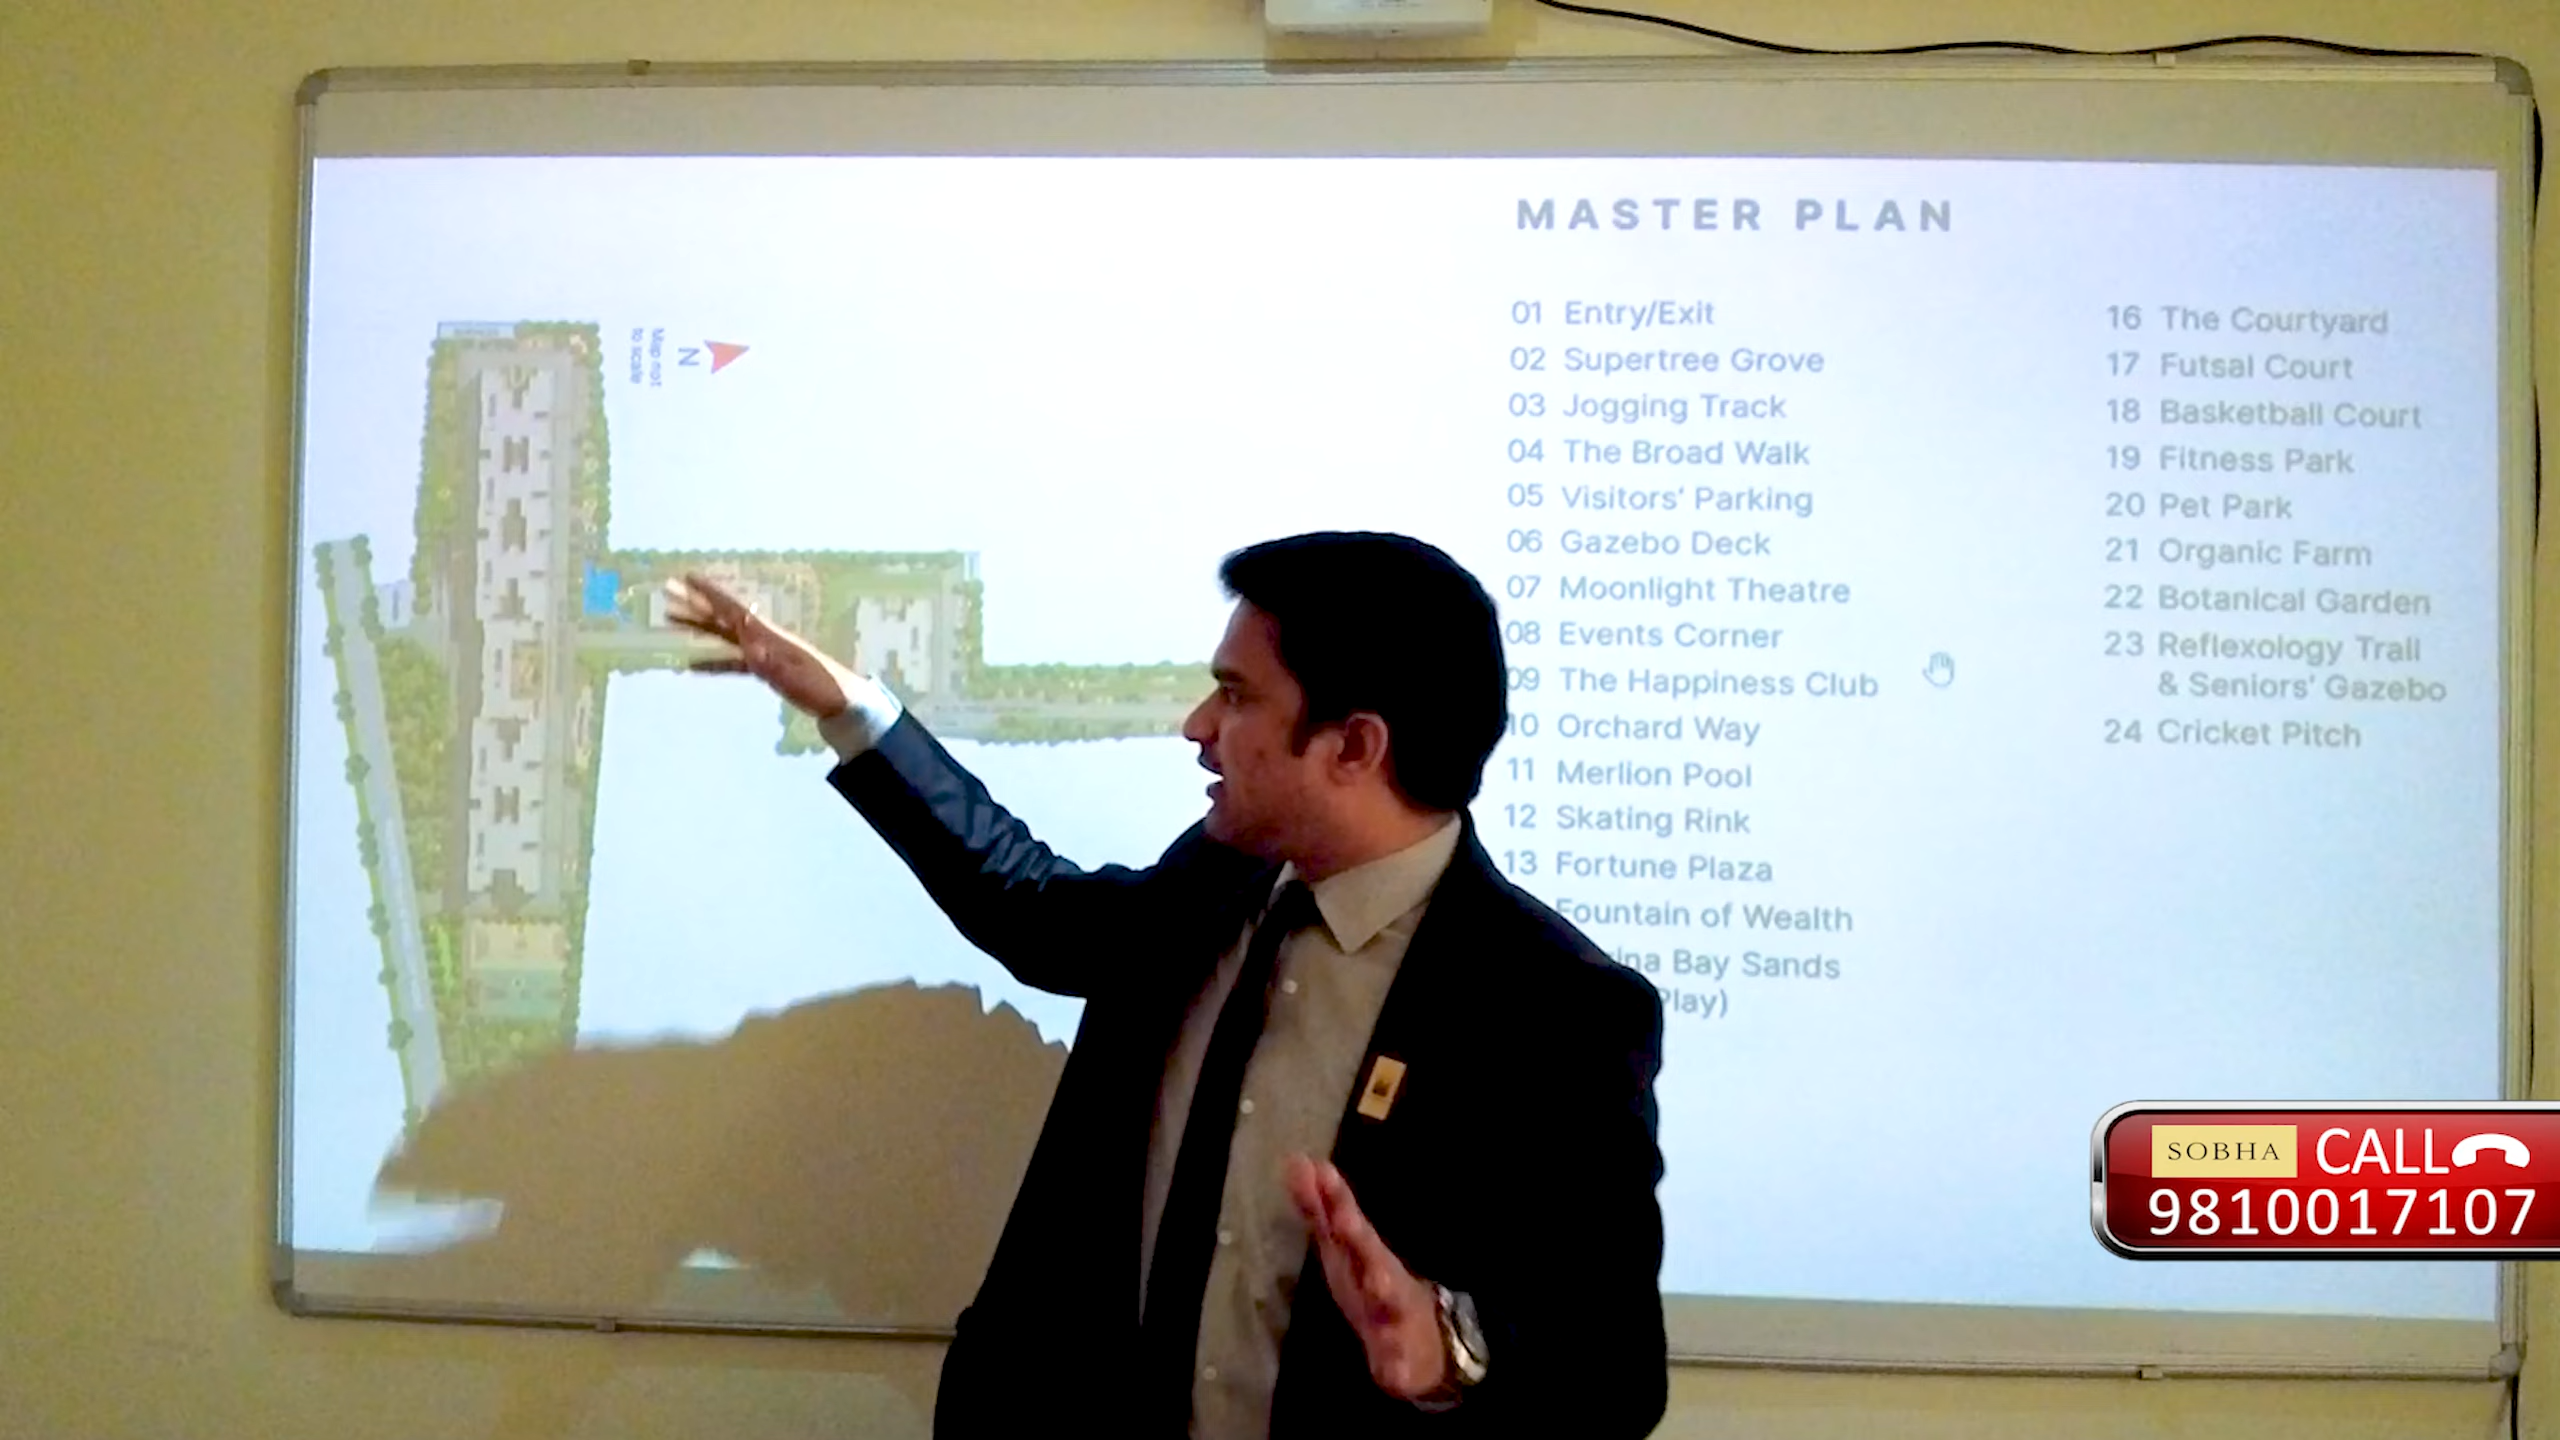 MASTER PLAN
01 Entry/Exit
02 Supertree Grove
03 Jogging Track
04 The Broad Walk
05 Visitors' Parking
06 Gazebo Deck
07 Moonlight Theatre
08 Events Corner
09 The Happiness Club
10 Orchard Way
11 Merlion Pool
12 Skating Rink
13 Fortune Plaza
Fountain of Wealth
Bay Sands
Play)
16 The Courtyard
17 Futsal Court
18 Basketball Court
19 Fitness Park
20 Pet Park
21 Organic Farm
22 Botanical Garden
23 Reflexology Trail
& Seniors' Gazebo
24 Cricket Pitch
Map not
to scale
N
SOBHA CALL
9810017107